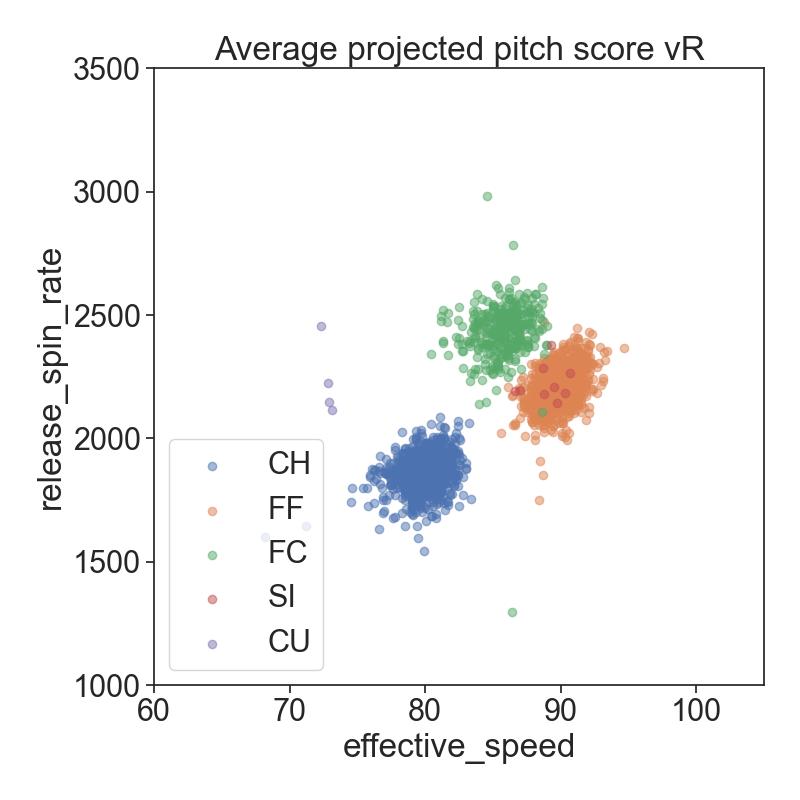 Average projected pitch score vR
3500
3000
2500
2000
1500
1000
release_spin_rate
CH
FF
FC
SI
CU
60 70 80 90 100
effective_speed